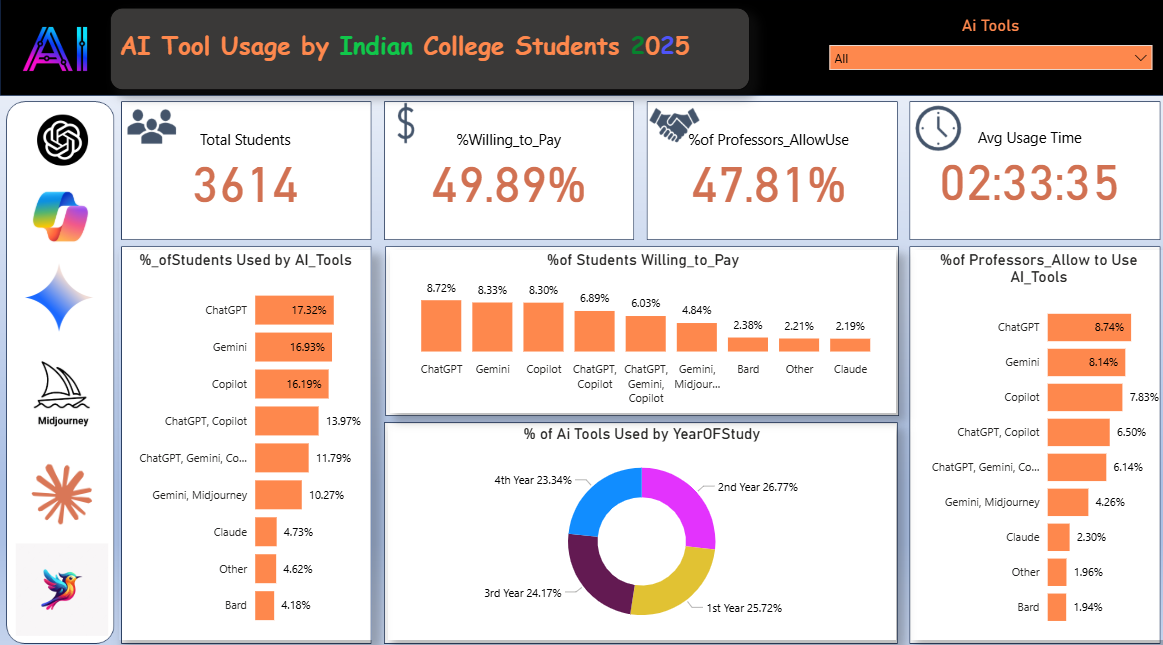 AI
AI Tool Usage by Indian College Students 2025
Ai Tools
All
Midjourney
Total Students
3614
$
%Willing_to_Pay
49.89%
%of Professors_AllowUse
47.81%
Avg Usage Time
02:33:35
%_ofStudents Used by AI_Tools
ChatGPT 17.32%
Gemini 16.93%
Copilot 16.19%
ChatGPT, Copilot 13.97%
ChatGPT, Gemini, Co... 11.79%
Gemini, Midjourney 10.27%
Claude 4.73%
Other 4.62%
Bard 4.18%
%of Students Willing_to_Pay
8.72% 8.33% 8.30% 6.89% 6.03% 4.84% 2.38% 2.21% 2.19%
ChatGPT Gemini Copilot ChatGPT, ChatGPT, Gemini, Bard Other Claude
Copilot Gemini, Midjour...
Copilot
% of Ai Tools Used by YearOFStudy
4th Year 23.34%
2nd Year 26.77%
3rd Year 24.17%
1st Year 25.72%
%of Professors_Allow to Use
AI_Tools
ChatGPT 8.74%
Gemini 8.14%
Copilot 7.83%
ChatGPT, Copilot 6.50%
ChatGPT, Gemini, Co... 6.14%
Gemini, Midjourney 4.26%
Claude 2.30%
Other 1.96%
Bard 1.94%